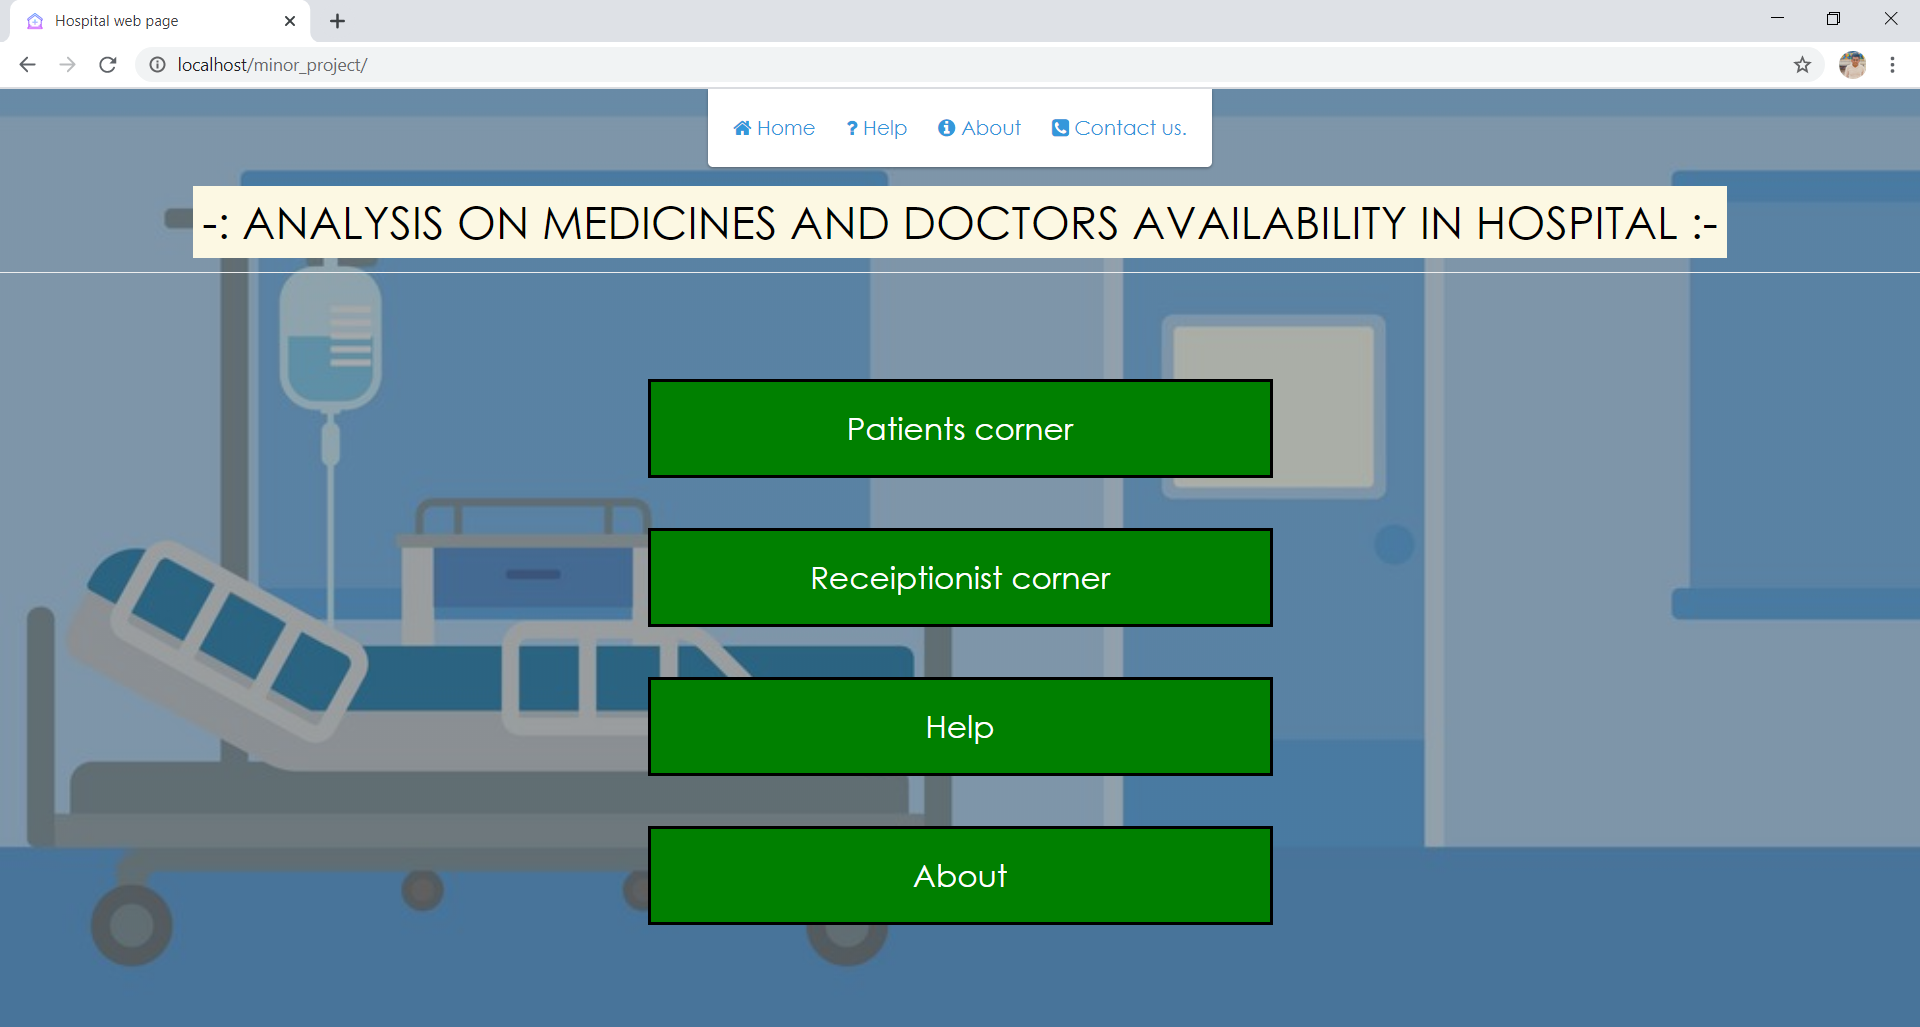 Hospital web page
localhost/minor_project/
Home ? Help About Contact us.
-: ANALYSIS ON MEDICINES AND DOCTORS AVAILABILITY IN HOSPITAL :-
Patients corner
Receiptionist corner
Help
About